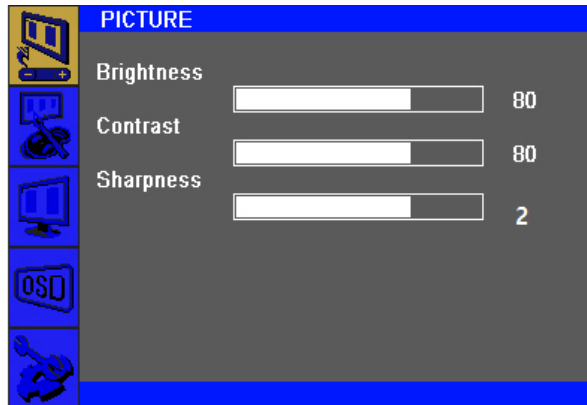 PICTURE
Brightness
80
Contrast
80
Sharpness
2
OSD